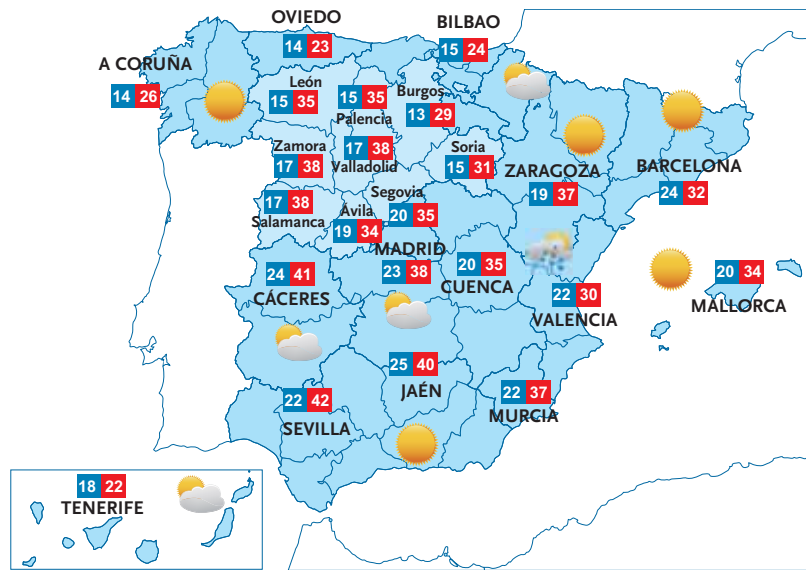 OVIEDO
14 23
BILBAO
15 24
A CORUÑA
14 26
León
15 35
15 35
Palencia
Burgos
13 29
Zamora
17 38
17 38
Valladolid
Soria
15 31
ZARAGOZA
19 37
BARCELONA
24 32
17 38
Salamanca
Ávila
19 34
Segovia
20 35
MADRID
23 38
20 35
CUENCA
24 41
CÁCERES
22 30
VALENCIA
20 34
MALLORCA
25 40
JAÉN
22 37
MURCIA
22 42
SEVILLA
18 22
TENERIFE